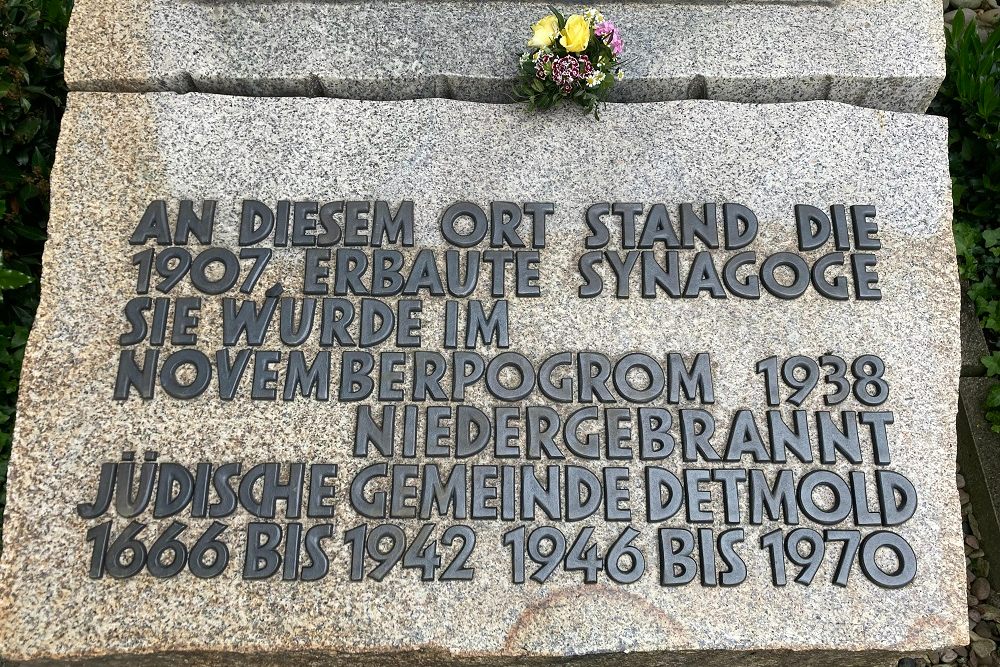 AN DIESEM ORT STAND DIE
1907 ERBAUTE SYNAGOGE
SIE WURDE IM
NOVEMBERPOGROM 1938
NIEDERGEBRANNT
JÜDISCHE GEMEINDE DETMOLD
1666 BIS 1942 1946 BIS 1970